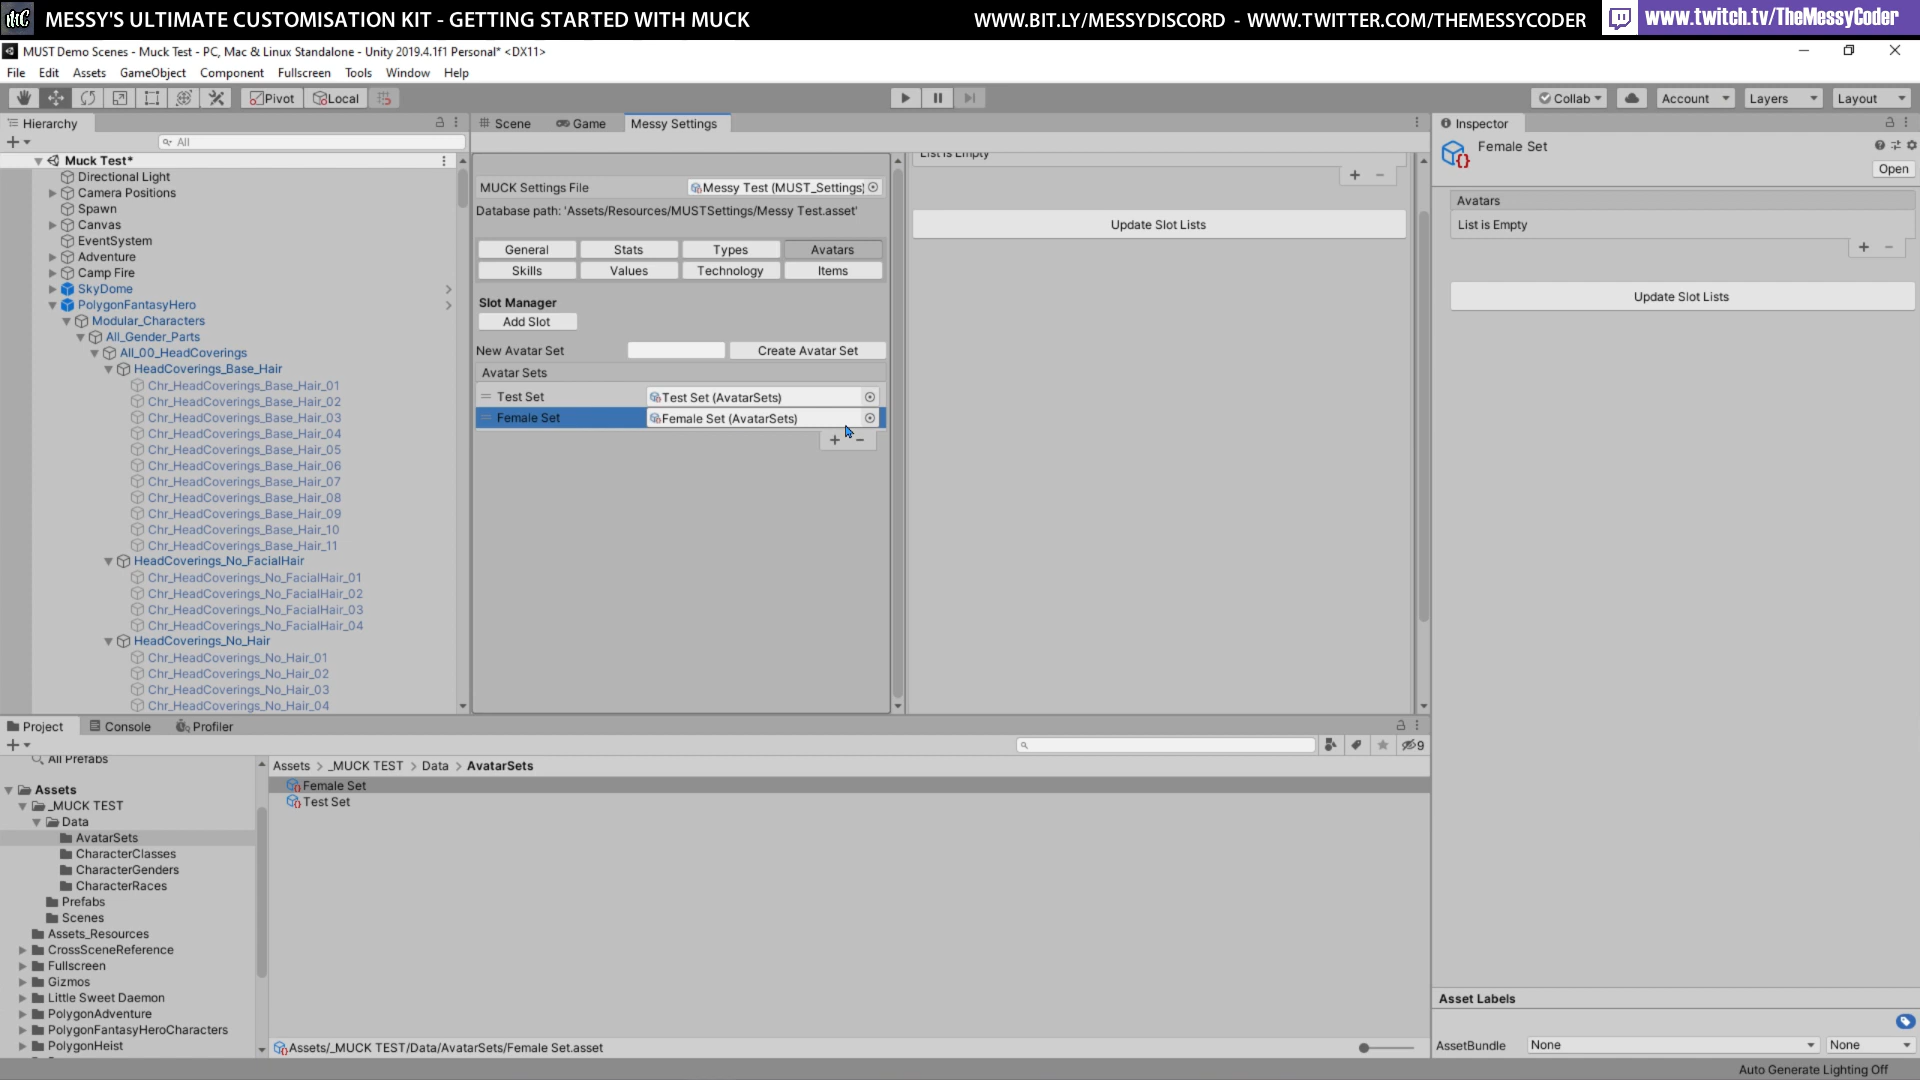 MESSY'S ULTIMATE CUSTOMISATION KIT - GETTING STARTED WITH MUCK
WWW.BIT.LY/MESSYDISCORD - WWW.TWITTER.COM/THEMESSYCODER
www.twitch.tv/TheMessyCoder
MUST Demo Scenes - Muck Test - PC, Mac & Linux Standalone - Unity 2019.4.1f1 Personal* <DX11>
File Edit Assets GameObject Component Fullscreen Tools Window Help
Pivot Local Collab Account Layers Layout
Hierarchy
All
Muck Test*
Directional Light
Camera Positions
Spawn
Canvas
EventSystem
Adventure
Camp Fire
SkyDome
PolygonFantasyHero
Modular_Characters
All_Gender_Parts
All_00_HeadCoverings
HeadCoverings_Base_Hair
Chr_HeadCoverings_Base_Hair_01
Chr_HeadCoverings_Base_Hair_02
Chr_HeadCoverings_Base_Hair_03
Chr_HeadCoverings_Base_Hair_04
Chr_HeadCoverings_Base_Hair_05
Chr_HeadCoverings_Base_Hair_06
Chr_HeadCoverings_Base_Hair_07
Chr_HeadCoverings_Base_Hair_08
Chr_HeadCoverings_Base_Hair_09
Chr_HeadCoverings_Base_Hair_10
Chr_HeadCoverings_Base_Hair_11
HeadCoverings_No_FacialHair
Chr_HeadCoverings_No_FacialHair_01
Chr_HeadCoverings_No_FacialHair_02
Chr_HeadCoverings_No_FacialHair_03
Chr_HeadCoverings_No_FacialHair_04
HeadCoverings_No_Hair
Chr_HeadCoverings_No_Hair_01
Chr_HeadCoverings_No_Hair_02
Chr_HeadCoverings_No_Hair_03
Chr_HeadCoverings_No_Hair_04
Scene Game Messy Settings
MUCK Settings File Messy Test (MUST_Settings)
Database path: 'Assets/Resources/MUSTSettings/Messy Test.asset'
General Stats Types Avatars
Skills Values Technology Items
Slot Manager
Add Slot
New Avatar Set Create Avatar Set
Avatar Sets
Test Set Test Set (AvatarSets)
Female Set Female Set (AvatarSets)
List is Empty
Update Slot Lists
Inspector
Female Set
Open
Avatars
List is Empty
Update Slot Lists
Asset Labels
AssetBundle None None
Project Console Profiler
9
All Prefabs
Assets
_MUCK TEST
Data
AvatarSets
CharacterClasses
CharacterGenders
CharacterRaces
Prefabs
Scenes
Assets_Resources
CrossSceneReference
Fullscreen
Gizmos
Little Sweet Daemon
PolygonAdventure
PolygonFantasyHeroCharacters
PolygonHeist
Assets > _MUCK TEST > Data > AvatarSets
Female Set
Test Set
Assets/_MUCK TEST/Data/AvatarSets/Female Set.asset
Auto Generate Lighting Off